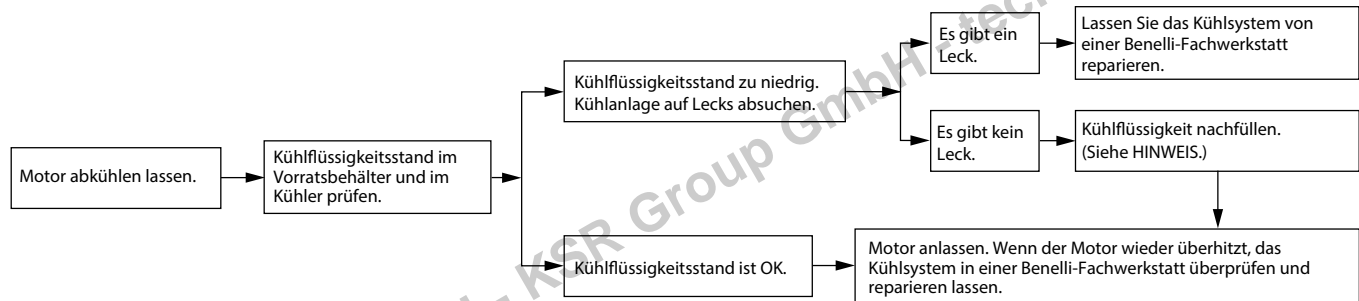 Motor abkühlen lassen.
Kühlflüssigkeitsstand im
Vorratsbehälter und im
Kühler prüfen.
Kühlflüssigkeitsstand zu niedrig.
Kühlanlage auf Lecks absuchen.
Es gibt ein
Leck.
Lassen Sie das Kühlsystem von
einer Benelli-Fachwerkstatt
reparieren.
Es gibt kein
Leck.
Kühlflüssigkeit nachfüllen.
(Siehe HINWEIS.)
Kühlflüssigkeitsstand ist OK.
Motor anlassen. Wenn der Motor wieder überhitzt, das
Kühlsystem in einer Benelli-Fachwerkstatt überprüfen und
reparieren lassen.
- KSR Group GmbH -